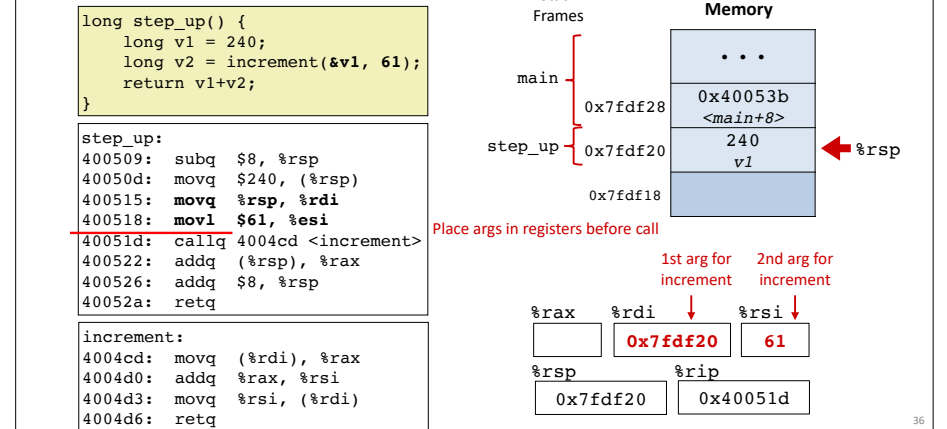 long step_up() {
    long v1 = 240;
    long v2 = increment(&v1, 61);
    return v1+v2;
}
step_up:
400509:  subq  $8, %rsp
40050d:  movq  $240, (%rsp)
400515:  movq  %rsp, %rdi
400518:  movl  $61, %esi
40051d:  callq 4004cd <increment>
400522:  addq  (%rsp), %rax
400526:  addq  $8, %rsp
40052a:  retq
increment:
4004cd:  movq  (%rdi), %rax
4004d0:  addq  %rax, %rsi
4004d3:  movq  %rsi, (%rdi)
4004d6:  retq
Frames
Memory
• • •
main
0x7fdf28
0x40053b
<main+8>
step_up
0x7fdf20
240
v1
%rsp
0x7fdf18
Place args in registers before call
1st arg for
increment
2nd arg for
increment
%rax
%rdi
%rsi
0x7fdf20
61
%rsp
%rip
0x7fdf20
0x40051d
36